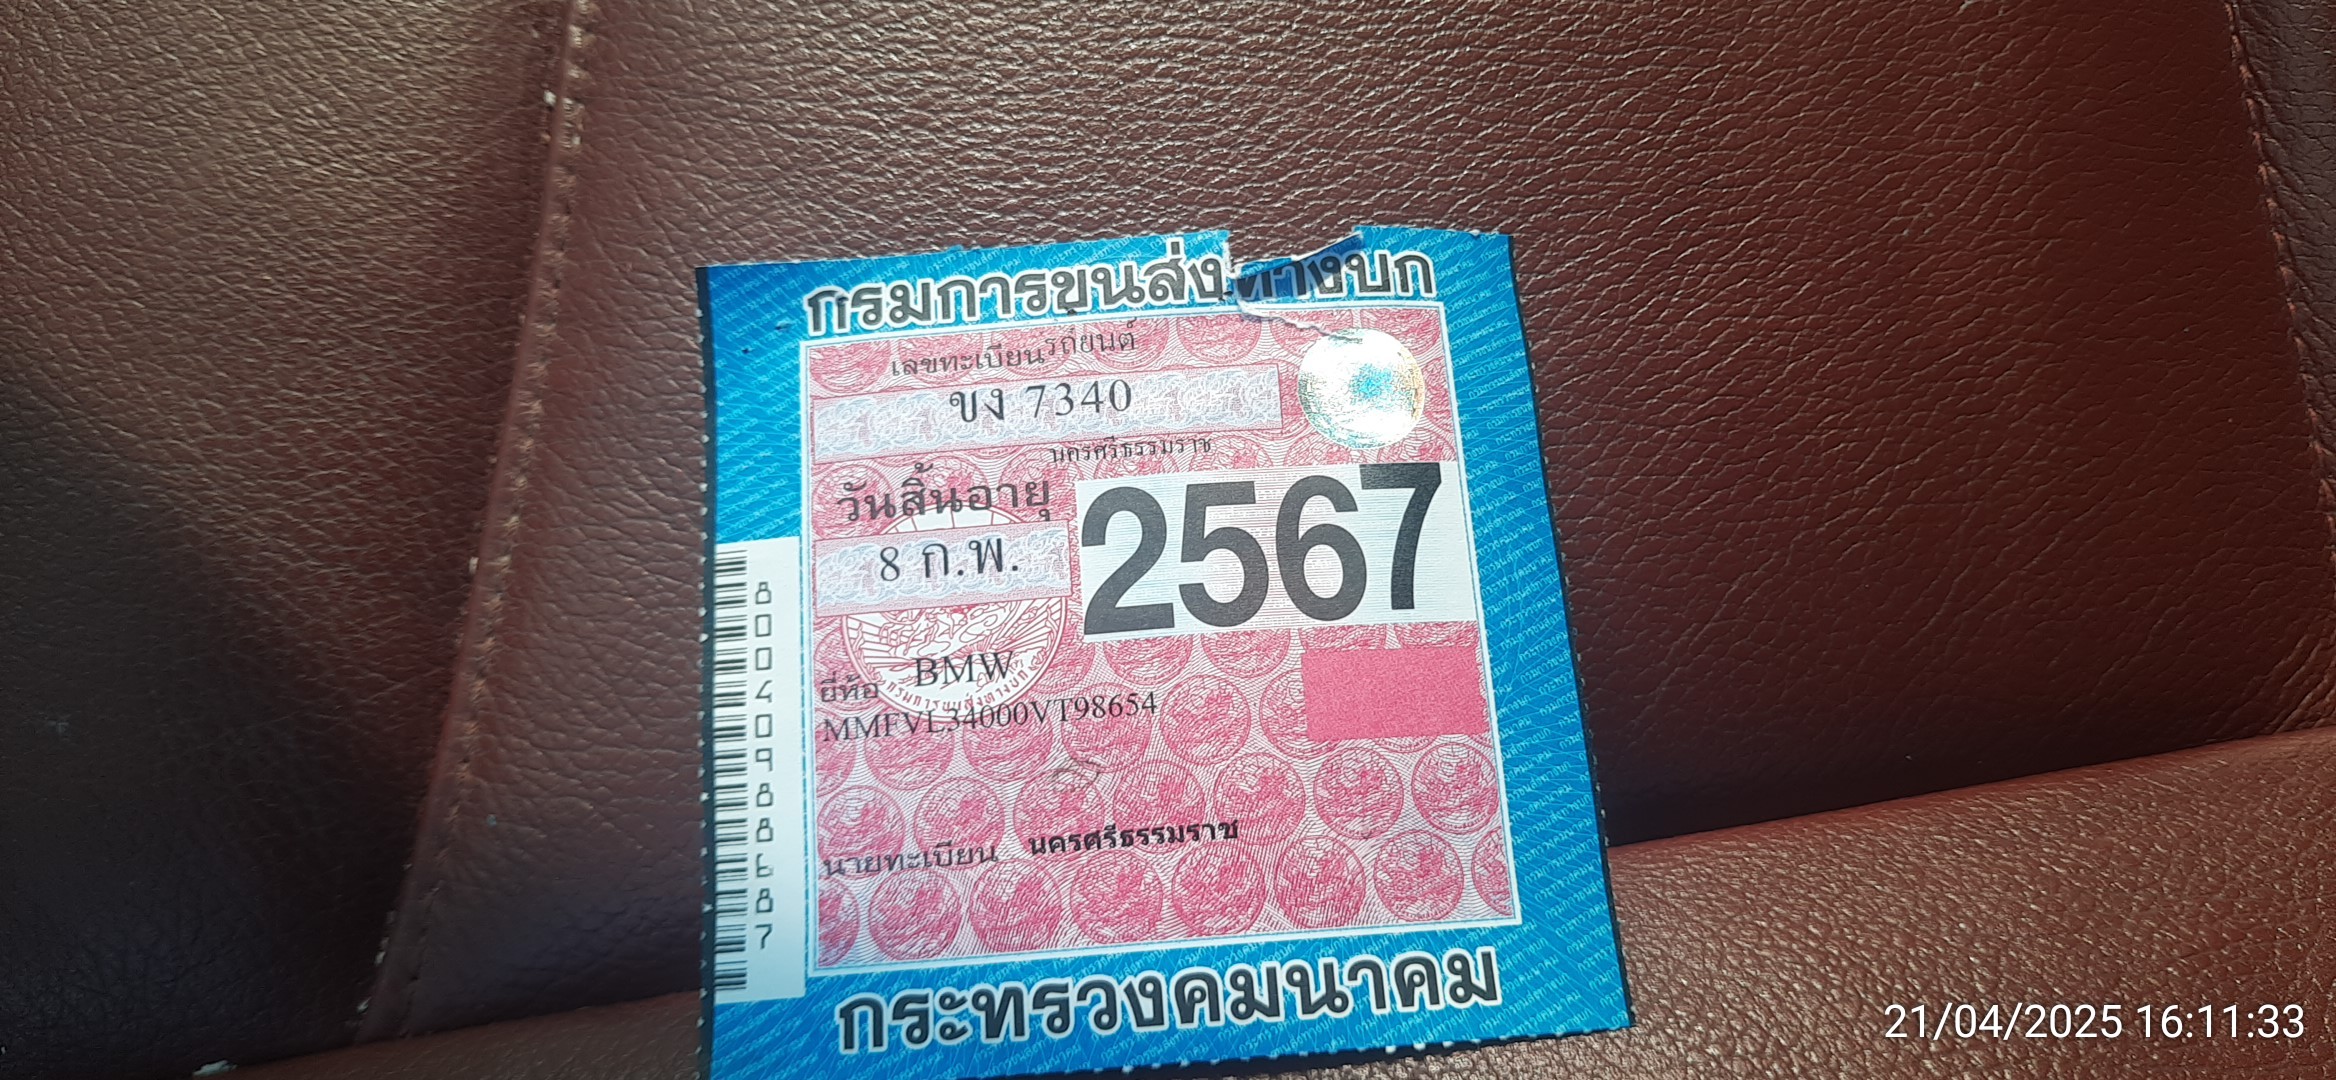 กรมการขนส่งทางบก
เลขทะเบียนรถยนต์
ขง 7340
นครศรีธรรมราช
วันสิ้นอายุ
8 ก.พ.
2567
ยี่ห้อ BMW
MMFVL34000VT98654
นายทะเบียน นครศรีธรรมราช
กระทรวงคมนาคม
21/04/2025 16:11:33